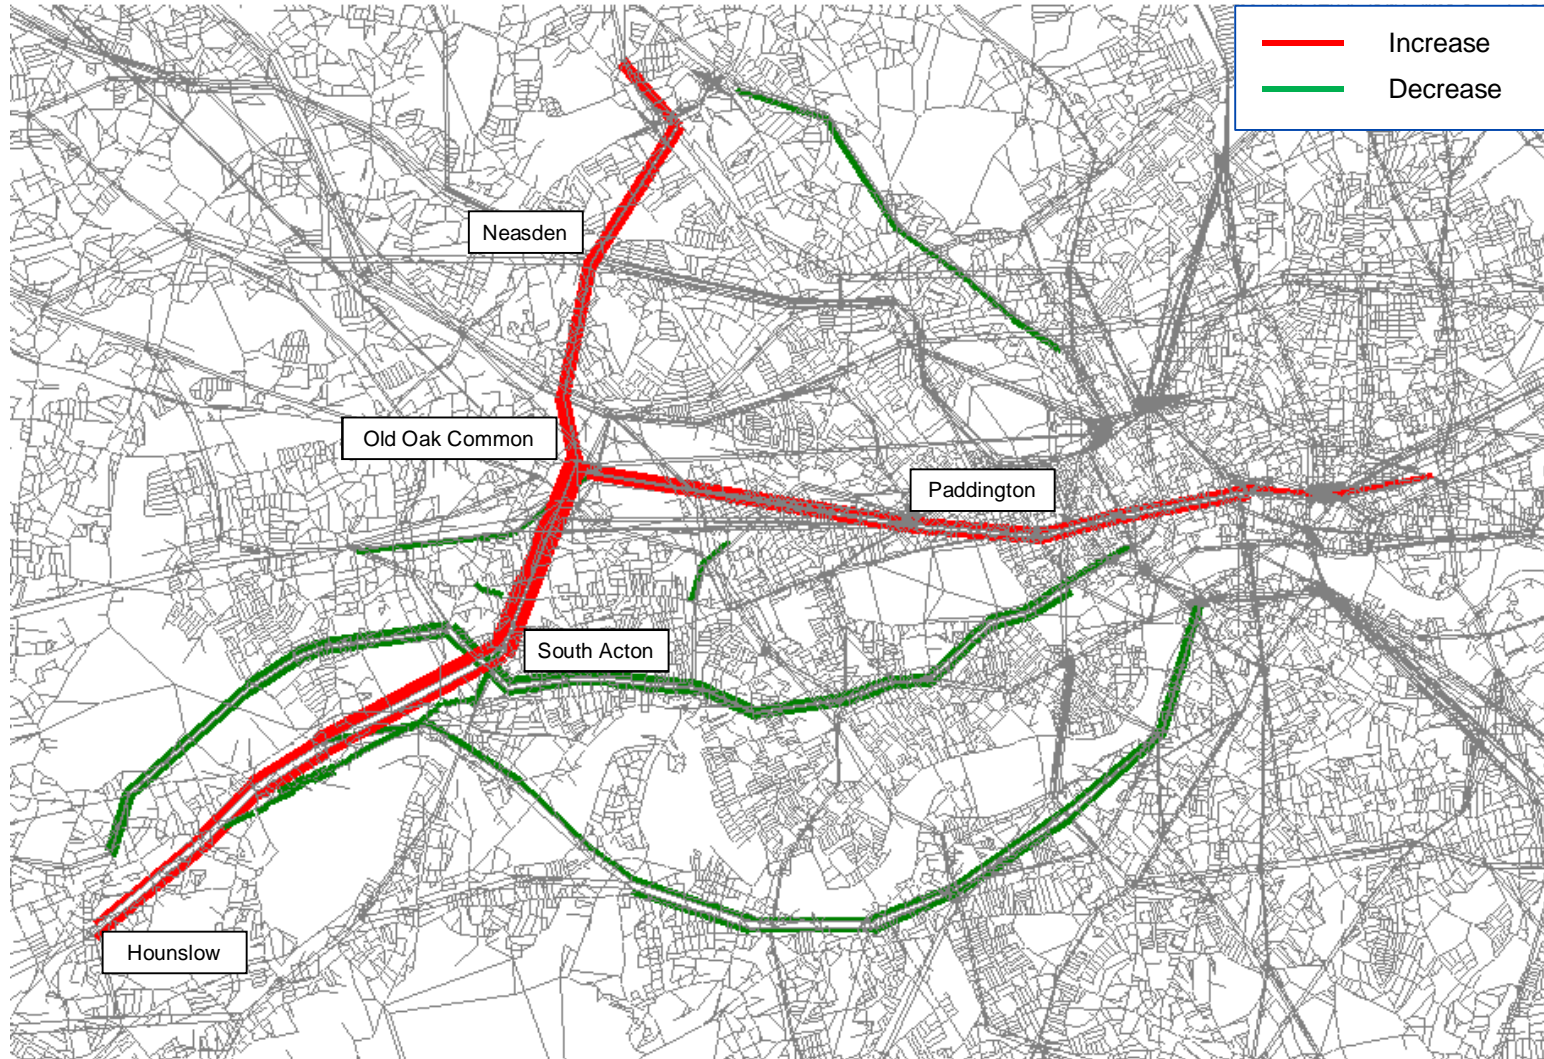 Increase
Decrease
Neasden
Old Oak Common
Paddington
South Acton
Hounslow